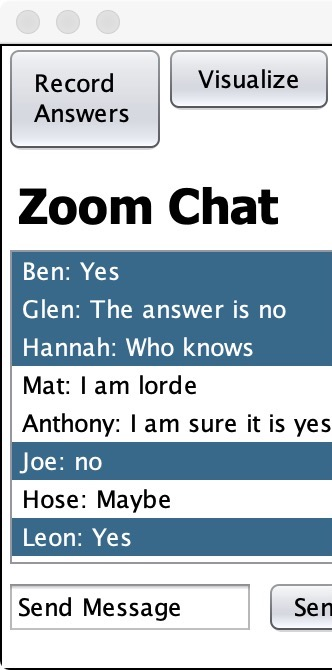 Record
Answers
Visualize
Zoom Chat
Ben: Yes
Glen: The answer is no
Hannah: Who knows
Mat: I am lorde
Anthony: I am sure it is yes
Joe: no
Hose: Maybe
Leon: Yes
Send Message